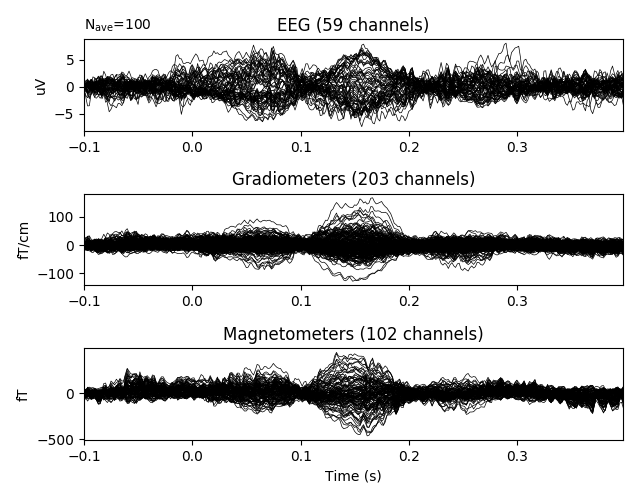 Nave=100
EEG (59 channels)
uV
5
0
−5
−0.1 0.0 0.1 0.2 0.3
Gradiometers (203 channels)
fT/cm
100
0
−100
−0.1 0.0 0.1 0.2 0.3
Magnetometers (102 channels)
fT
0
−500
−0.1 0.0 0.1 0.2 0.3
Time (s)